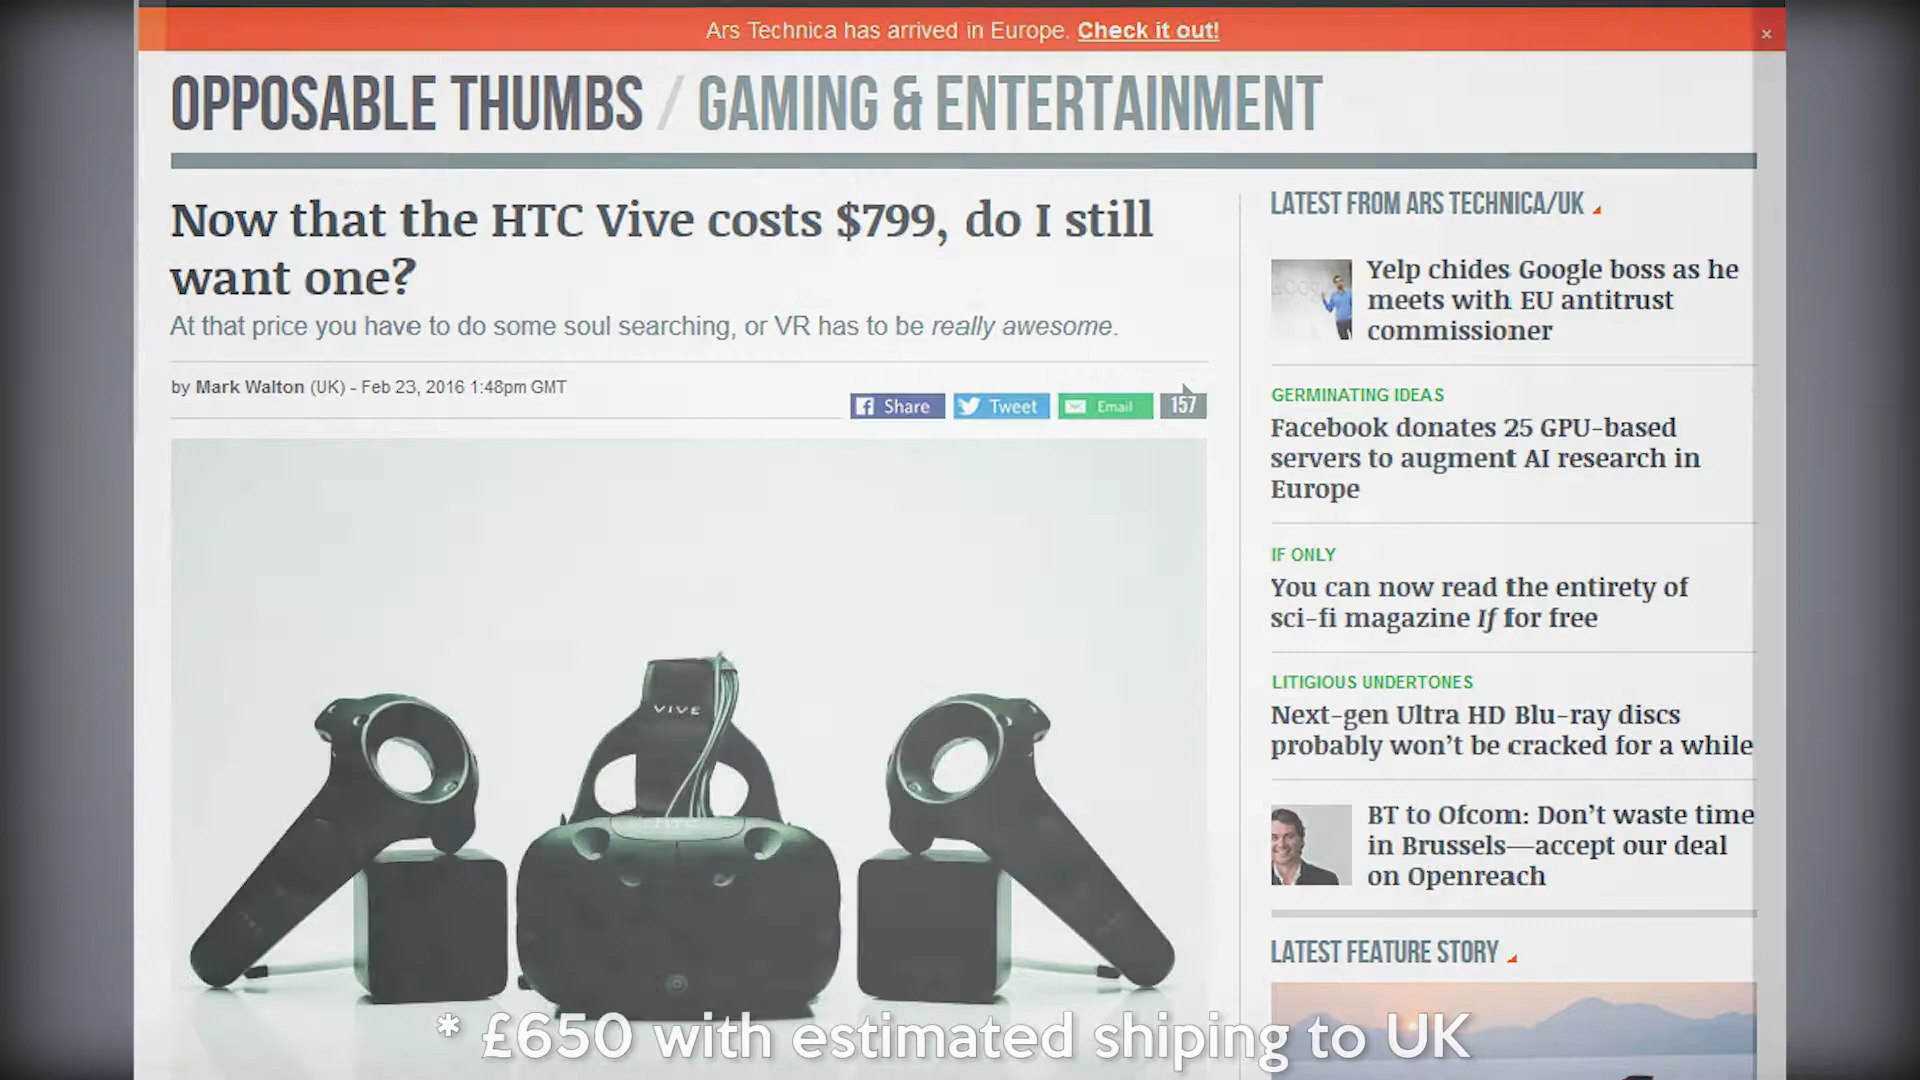 Ars Technica has arrived in Europe. Check it out!
×
OPPOSABLE THUMBS / GAMING & ENTERTAINMENT
Now that the HTC Vive costs $799, do I still
want one?
At that price you have to do some soul searching, or VR has to be really awesome.
by Mark Walton (UK) - Feb 23, 2016 1:48pm GMT
Share
Tweet
Email
157
VIVE
HTC
LATEST FROM ARS TECHNICA/UK
Yelp chides Google boss as he
meets with EU antitrust
commissioner
GERMINATING IDEAS
Facebook donates 25 GPU-based
servers to augment AI research in
Europe
IF ONLY
You can now read the entirety of
sci-fi magazine If for free
LITIGIOUS UNDERTONES
Next-gen Ultra HD Blu-ray discs
probably won't be cracked for a while
BT to Ofcom: Don't waste time
in Brussels—accept our deal
on Openreach
LATEST FEATURE STORY
* £650 with estimated shiping to UK